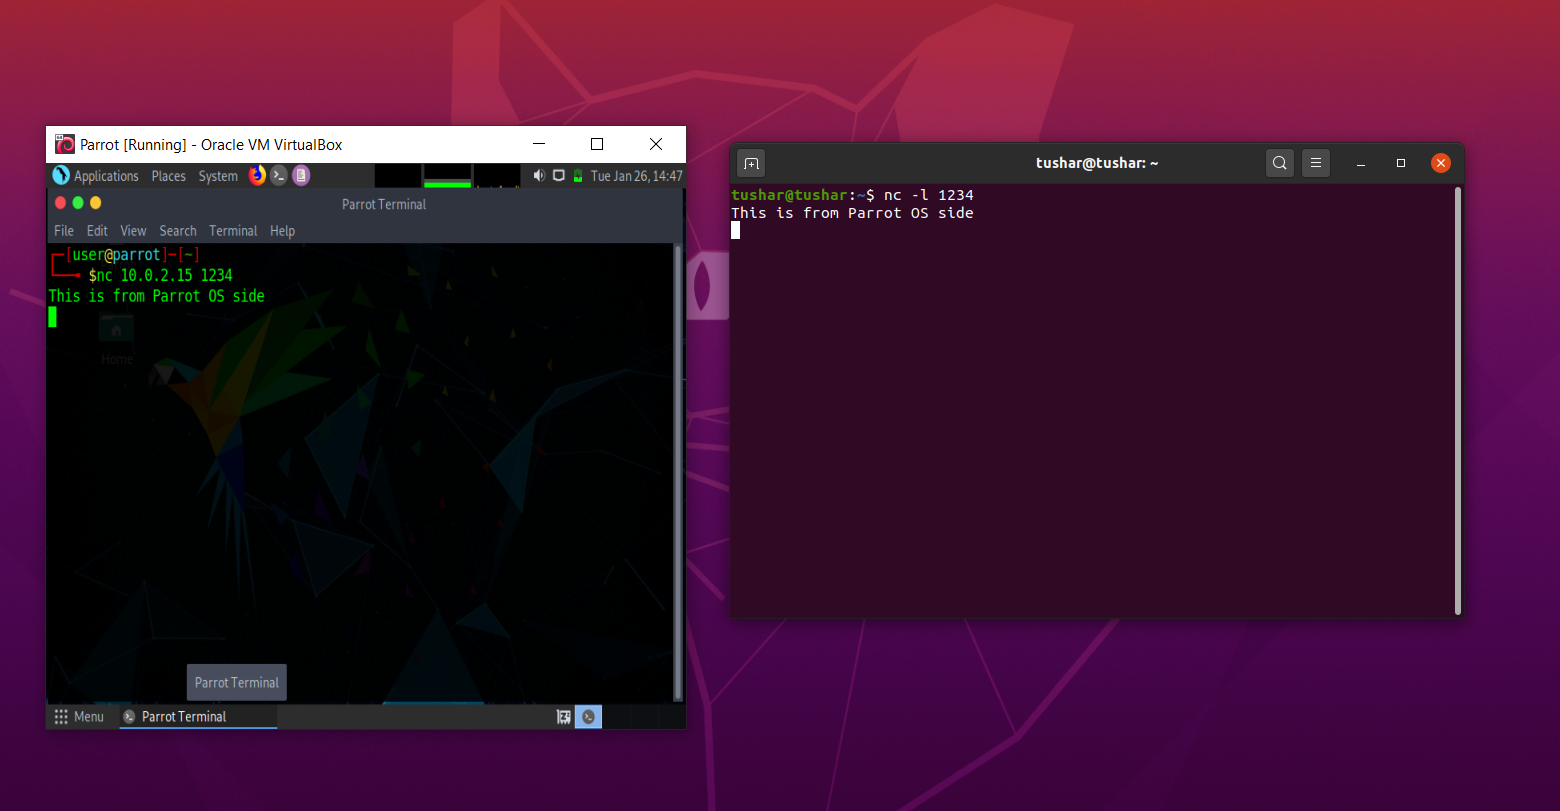 Parrot [Running] - Oracle VM VirtualBox
Applications Places System Tue Jan 26, 14:47
Parrot Terminal
File Edit View Search Terminal Help
┌─[user@parrot]─[~]
└──╼ $nc 10.0.2.15 1234
This is from Parrot OS side
Home
Parrot Terminal
Menu Parrot Terminal
tushar@tushar: ~
tushar@tushar:~$ nc -l 1234
This is from Parrot OS side